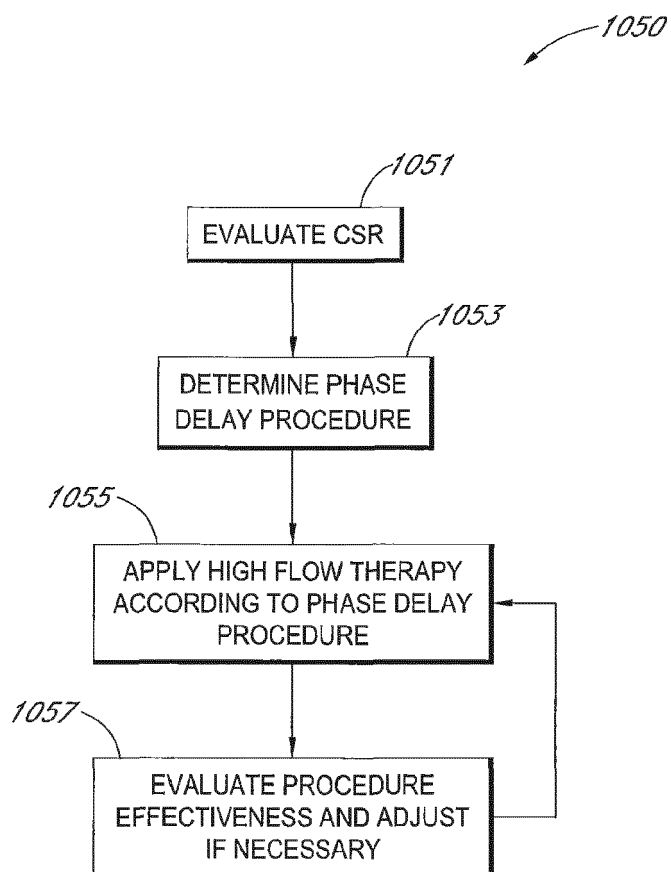 1050
1051
EVALUATE CSR
1053
DETERMINE PHASE
DELAY PROCEDURE
1055
APPLY HIGH FLOW THERAPY
ACCORDING TO PHASE DELAY
PROCEDURE
1057
EVALUATE PROCEDURE
EFFECTIVENESS AND ADJUST
IF NECESSARY